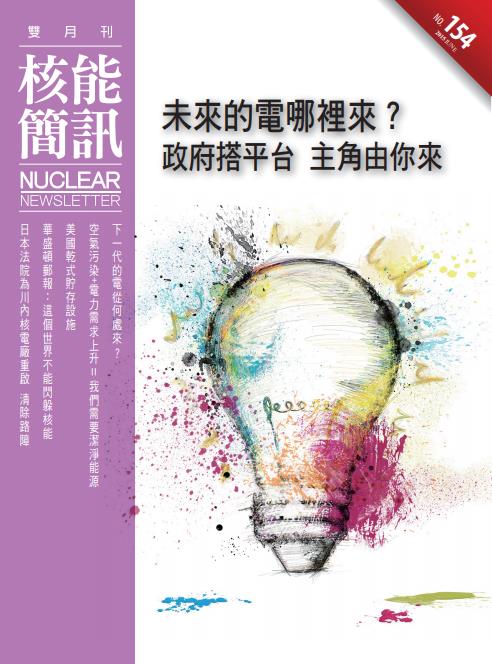 雙月刊
核能
簡訊
NUCLEAR
NEWSLETTER
NO. 154
2015 JUNE
未來的電哪裡來？
政府搭平台 主角由你來
下一代的電從何處來？
空氣污染+電力需求上升=我們需要潔淨能源
美國乾式貯存設施
華盛頓郵報：這個世界不能閃躲核能
日本法院為川內核電廠重啟 清除路障